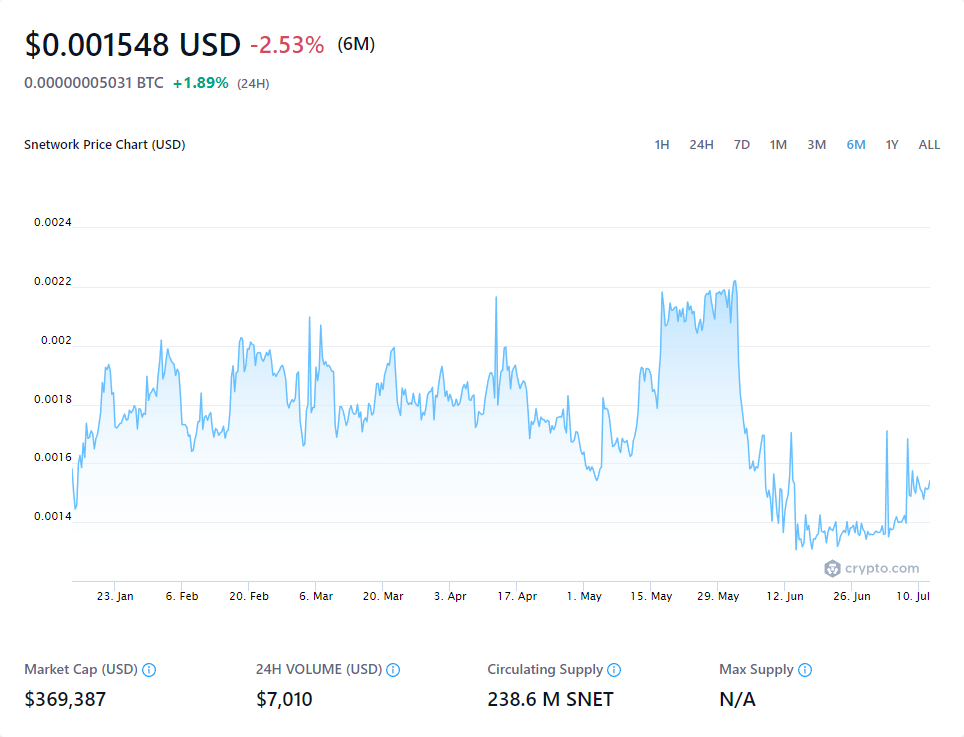 $0.001548 USD -2.53% (6M)
0.00000005031 BTC +1.89% (24H)
Snetwork Price Chart (USD) 1H 24H 7D 1M 3M 6M 1Y ALL
0.0024
0.0022
0.002
0.0018
0.0016
0.0014
crypto.com
23. Jan 6. Feb 20. Feb 6. Mar 20. Mar 3. Apr 17. Apr 1. May 15. May 29. May 12. Jun 26. Jun 10. Jul
Market Cap (USD) 24H VOLUME (USD) Circulating Supply Max Supply
$369,387 $7,010 238.6 M SNET N/A